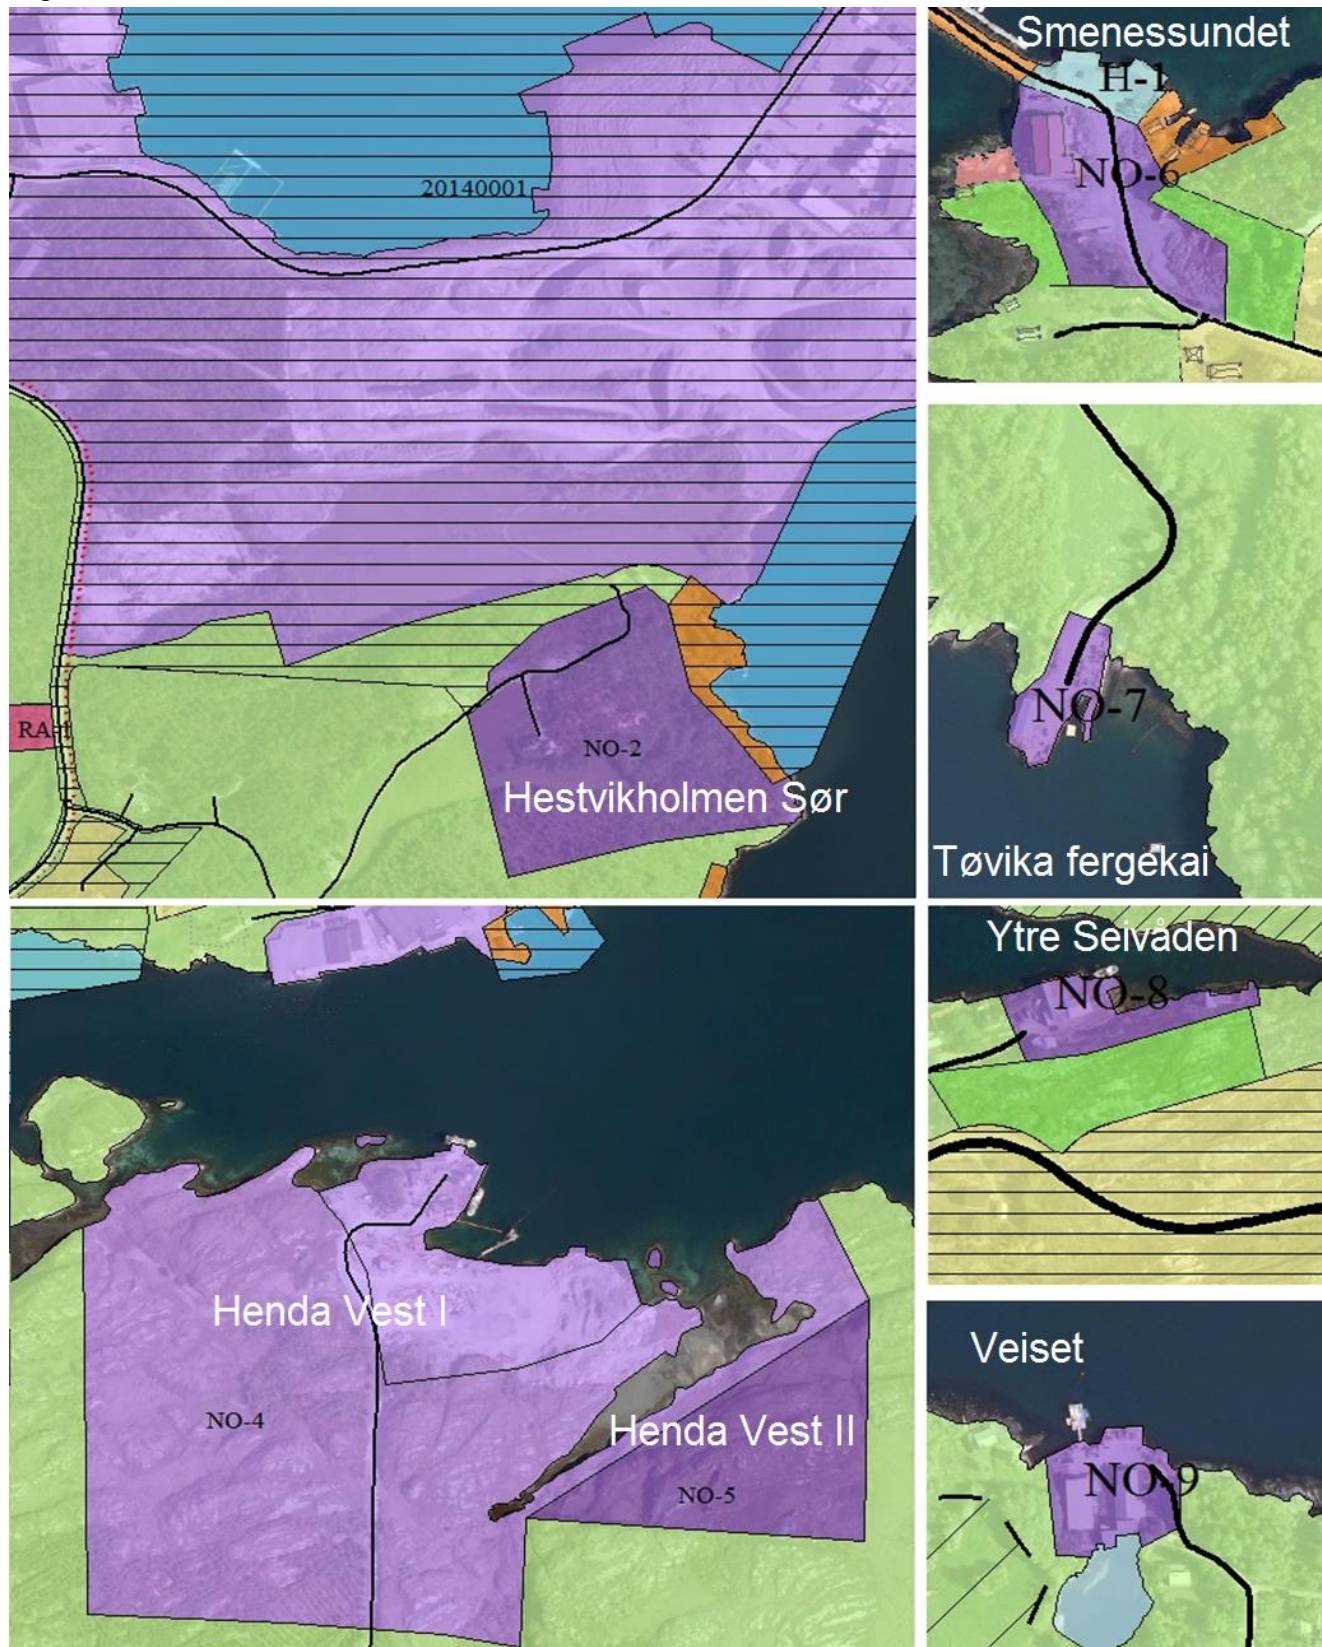 20140001
RA-1
NO-2
Hestvikholmen Sør
Smenessundet
H-1
NO-6
NO-7
Tøvika fergekai
Henda Vest I
NO-4
Henda Vest II
NO-5
Ytre Seivåden
NO-8
Veiset
NO-9